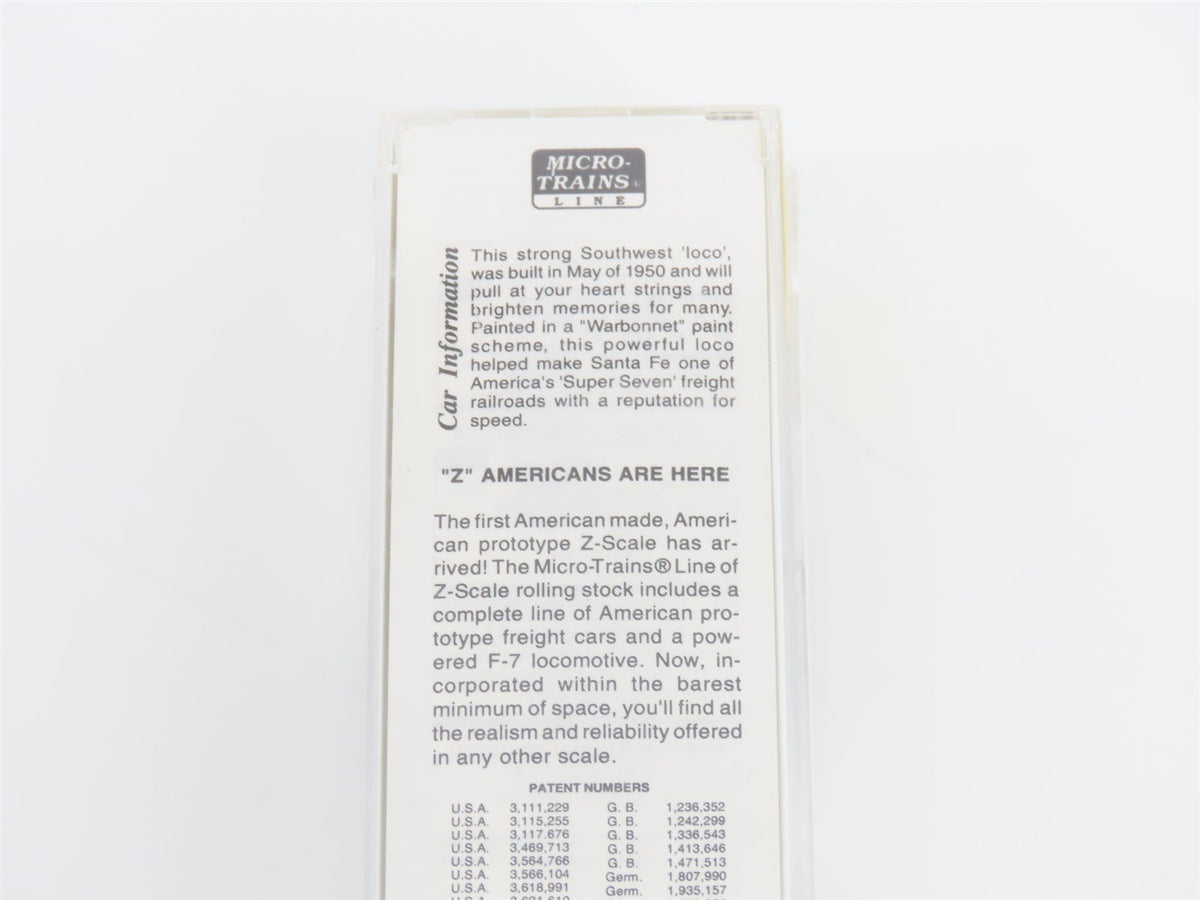 MICRO-
TRAINS®
LINE
Car Information
This strong Southwest 'loco',
was built in May of 1950 and will
pull at your heart strings and
brighten memories for many.
Painted in a "Warbonnet" paint
scheme, this powerful loco
helped make Santa Fe one of
America's 'Super Seven' freight
railroads with a reputation for
speed.
"Z" AMERICANS ARE HERE
The first American made, Ameri-
can prototype Z-Scale has ar-
rived! The Micro-Trains® Line of
Z-Scale rolling stock includes a
complete line of American pro-
totype freight cars and a pow-
ered F-7 locomotive. Now, in-
corporated within the barest
minimum of space, you'll find all
the realism and reliability offered
in any other scale.
PATENT NUMBERS
U.S.A. 3,111,229 G. B. 1,236,352
U.S.A. 3,115,255 G. B. 1,242,299
U.S.A. 3,117.676 G. B. 1,336,543
U.S.A. 3,469,713 G. B. 1,413,646
U.S.A. 3,564,766 G. B. 1,471,513
U.S.A. 3,566,104 Germ. 1,807,990
U.S.A. 3,618,991 Germ. 1,935,157